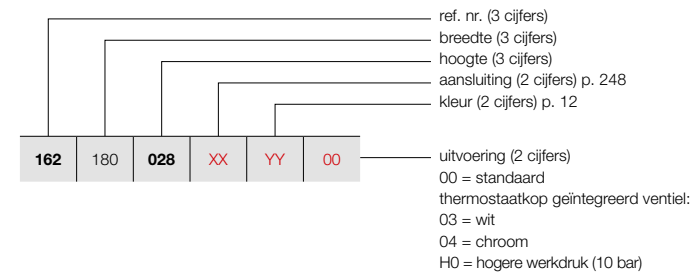 ref. nr. (3 cijfers)
breedte (3 cijfers)
hoogte (3 cijfers)
aansluiting (2 cijfers) p. 248
kleur (2 cijfers) p. 12
162 180 028 XX YY 00
uitvoering (2 cijfers)
00 = standaard
thermostaatkop geïntegreerd ventiel:
03 = wit
04 = chroom
H0 = hogere werkdruk (10 bar)